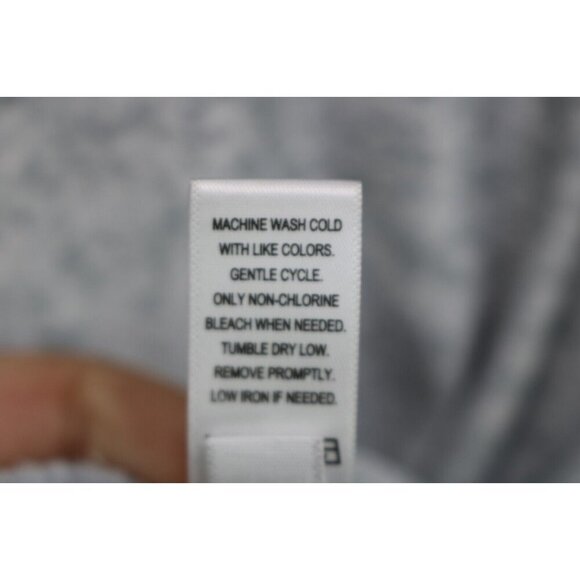 MACHINE WASH COLD
WITH LIKE COLORS.
GENTLE CYCLE.
ONLY NON-CHLORINE
BLEACH WHEN NEEDED.
TUMBLE DRY LOW.
REMOVE PROMPTLY.
LOW IRON IF NEEDED.